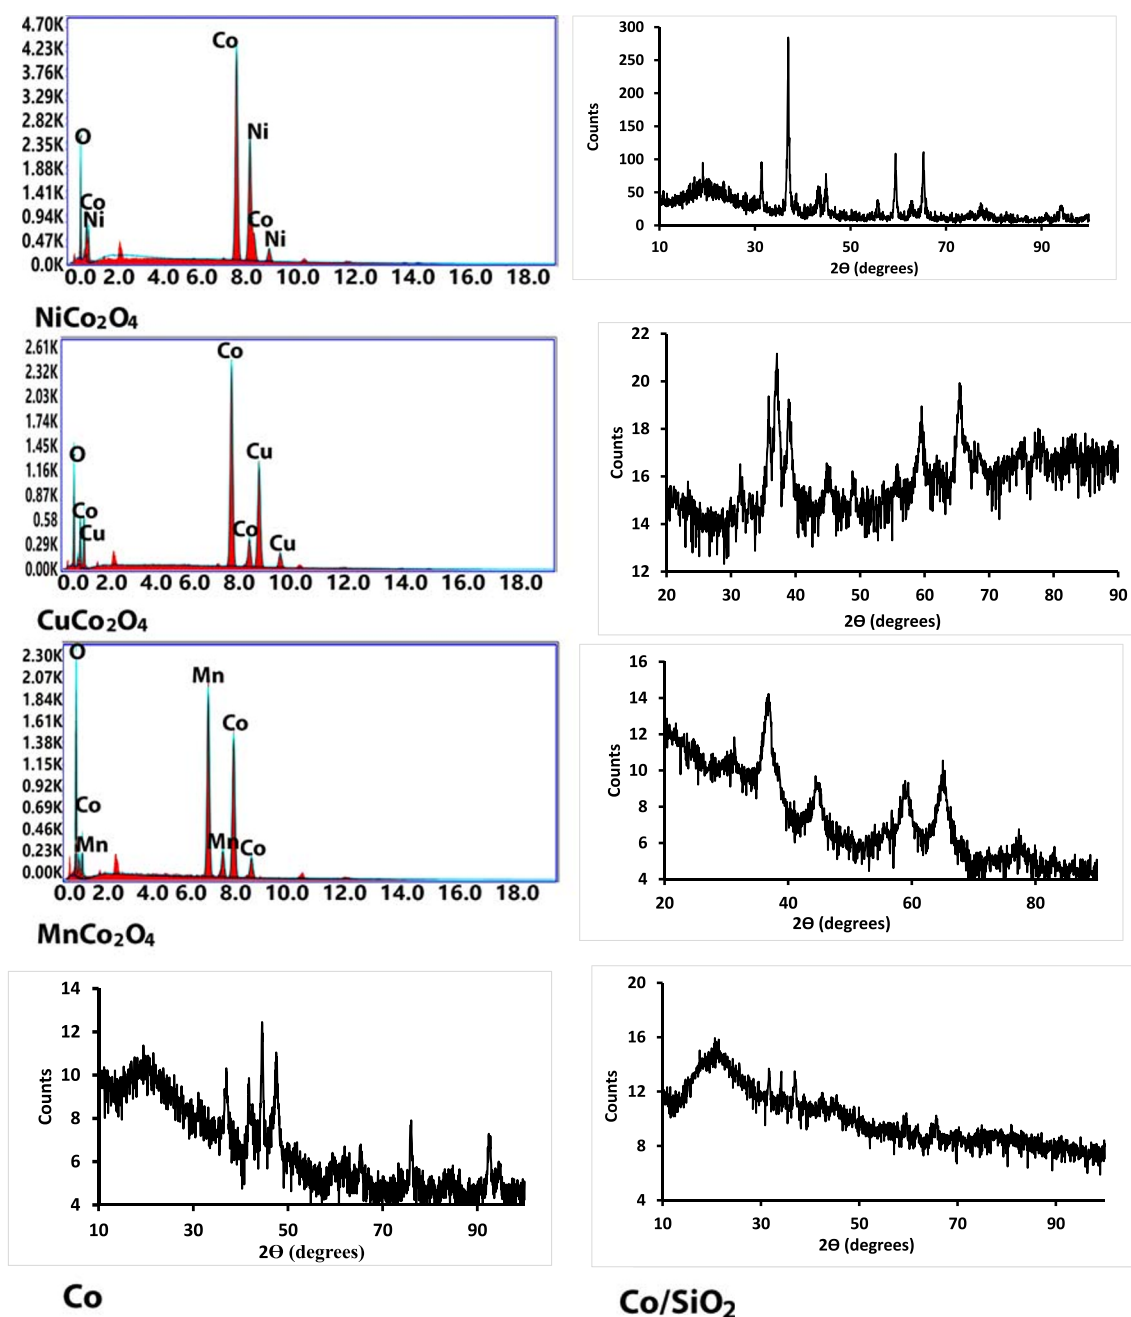 4.70K
4.23K
3.76K
3.29K
2.82K
2.35K
1.88K
1.41K
0.94K
0.47K
0.0K
Co
Ni
O
Co
Ni
Co
Ni
0.0 2.0 4.0 6.0 8.0 10.0 12.0 14.0 16.0 18.0
NiCo₂O₄
300
250
200
150
100
50
0
Counts
10 30 50 70 90
2Θ (degrees)
2.61K
2.32K
2.03K
1.74K
1.45K
1.16K
0.87K
0.58
0.29K
0.00K
Co
Cu
O
Co
Cu
Co
Cu
0.0 2.0 4.0 6.0 8.0 10.0 12.0 14.0 16.0 18.0
CuCo₂O₄
22
20
18
16
14
12
Counts
20 30 40 50 60 70 80 90
2Θ (degrees)
2.30K
2.07K
1.84K
1.61K
1.38K
1.15K
0.92K
0.69K
0.46K
0.23K
0.00K
O
Mn
Co
Co
Mn
Mn
Co
0.0 2.0 4.0 6.0 8.0 10.0 12.0 14.0 16.0 18.0
MnCo₂O₄
16
14
12
10
8
6
4
Counts
20 40 60 80
2Θ (degrees)
14
12
10
8
6
4
Counts
10 30 50 70 90
2Θ (degrees)
Co
20
16
12
8
4
Counts
10 30 50 70 90
2Θ (degrees)
Co/SiO₂